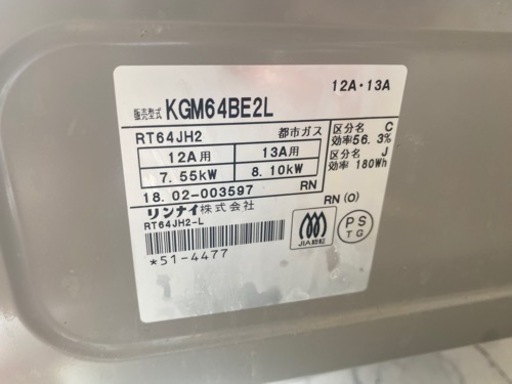 12A・13A
販売型式 KGM64BE2L
RT64JH2 都市ガス
12A用 13A用
7.55kW 8.10kW
区分名 C
効率56.3%
区分名 J
効率 180Wh
18.02-003597 RN
リンナイ株式会社
RT64JH2-L
RN (O)
JIA認証
PS
TG
*51-4477